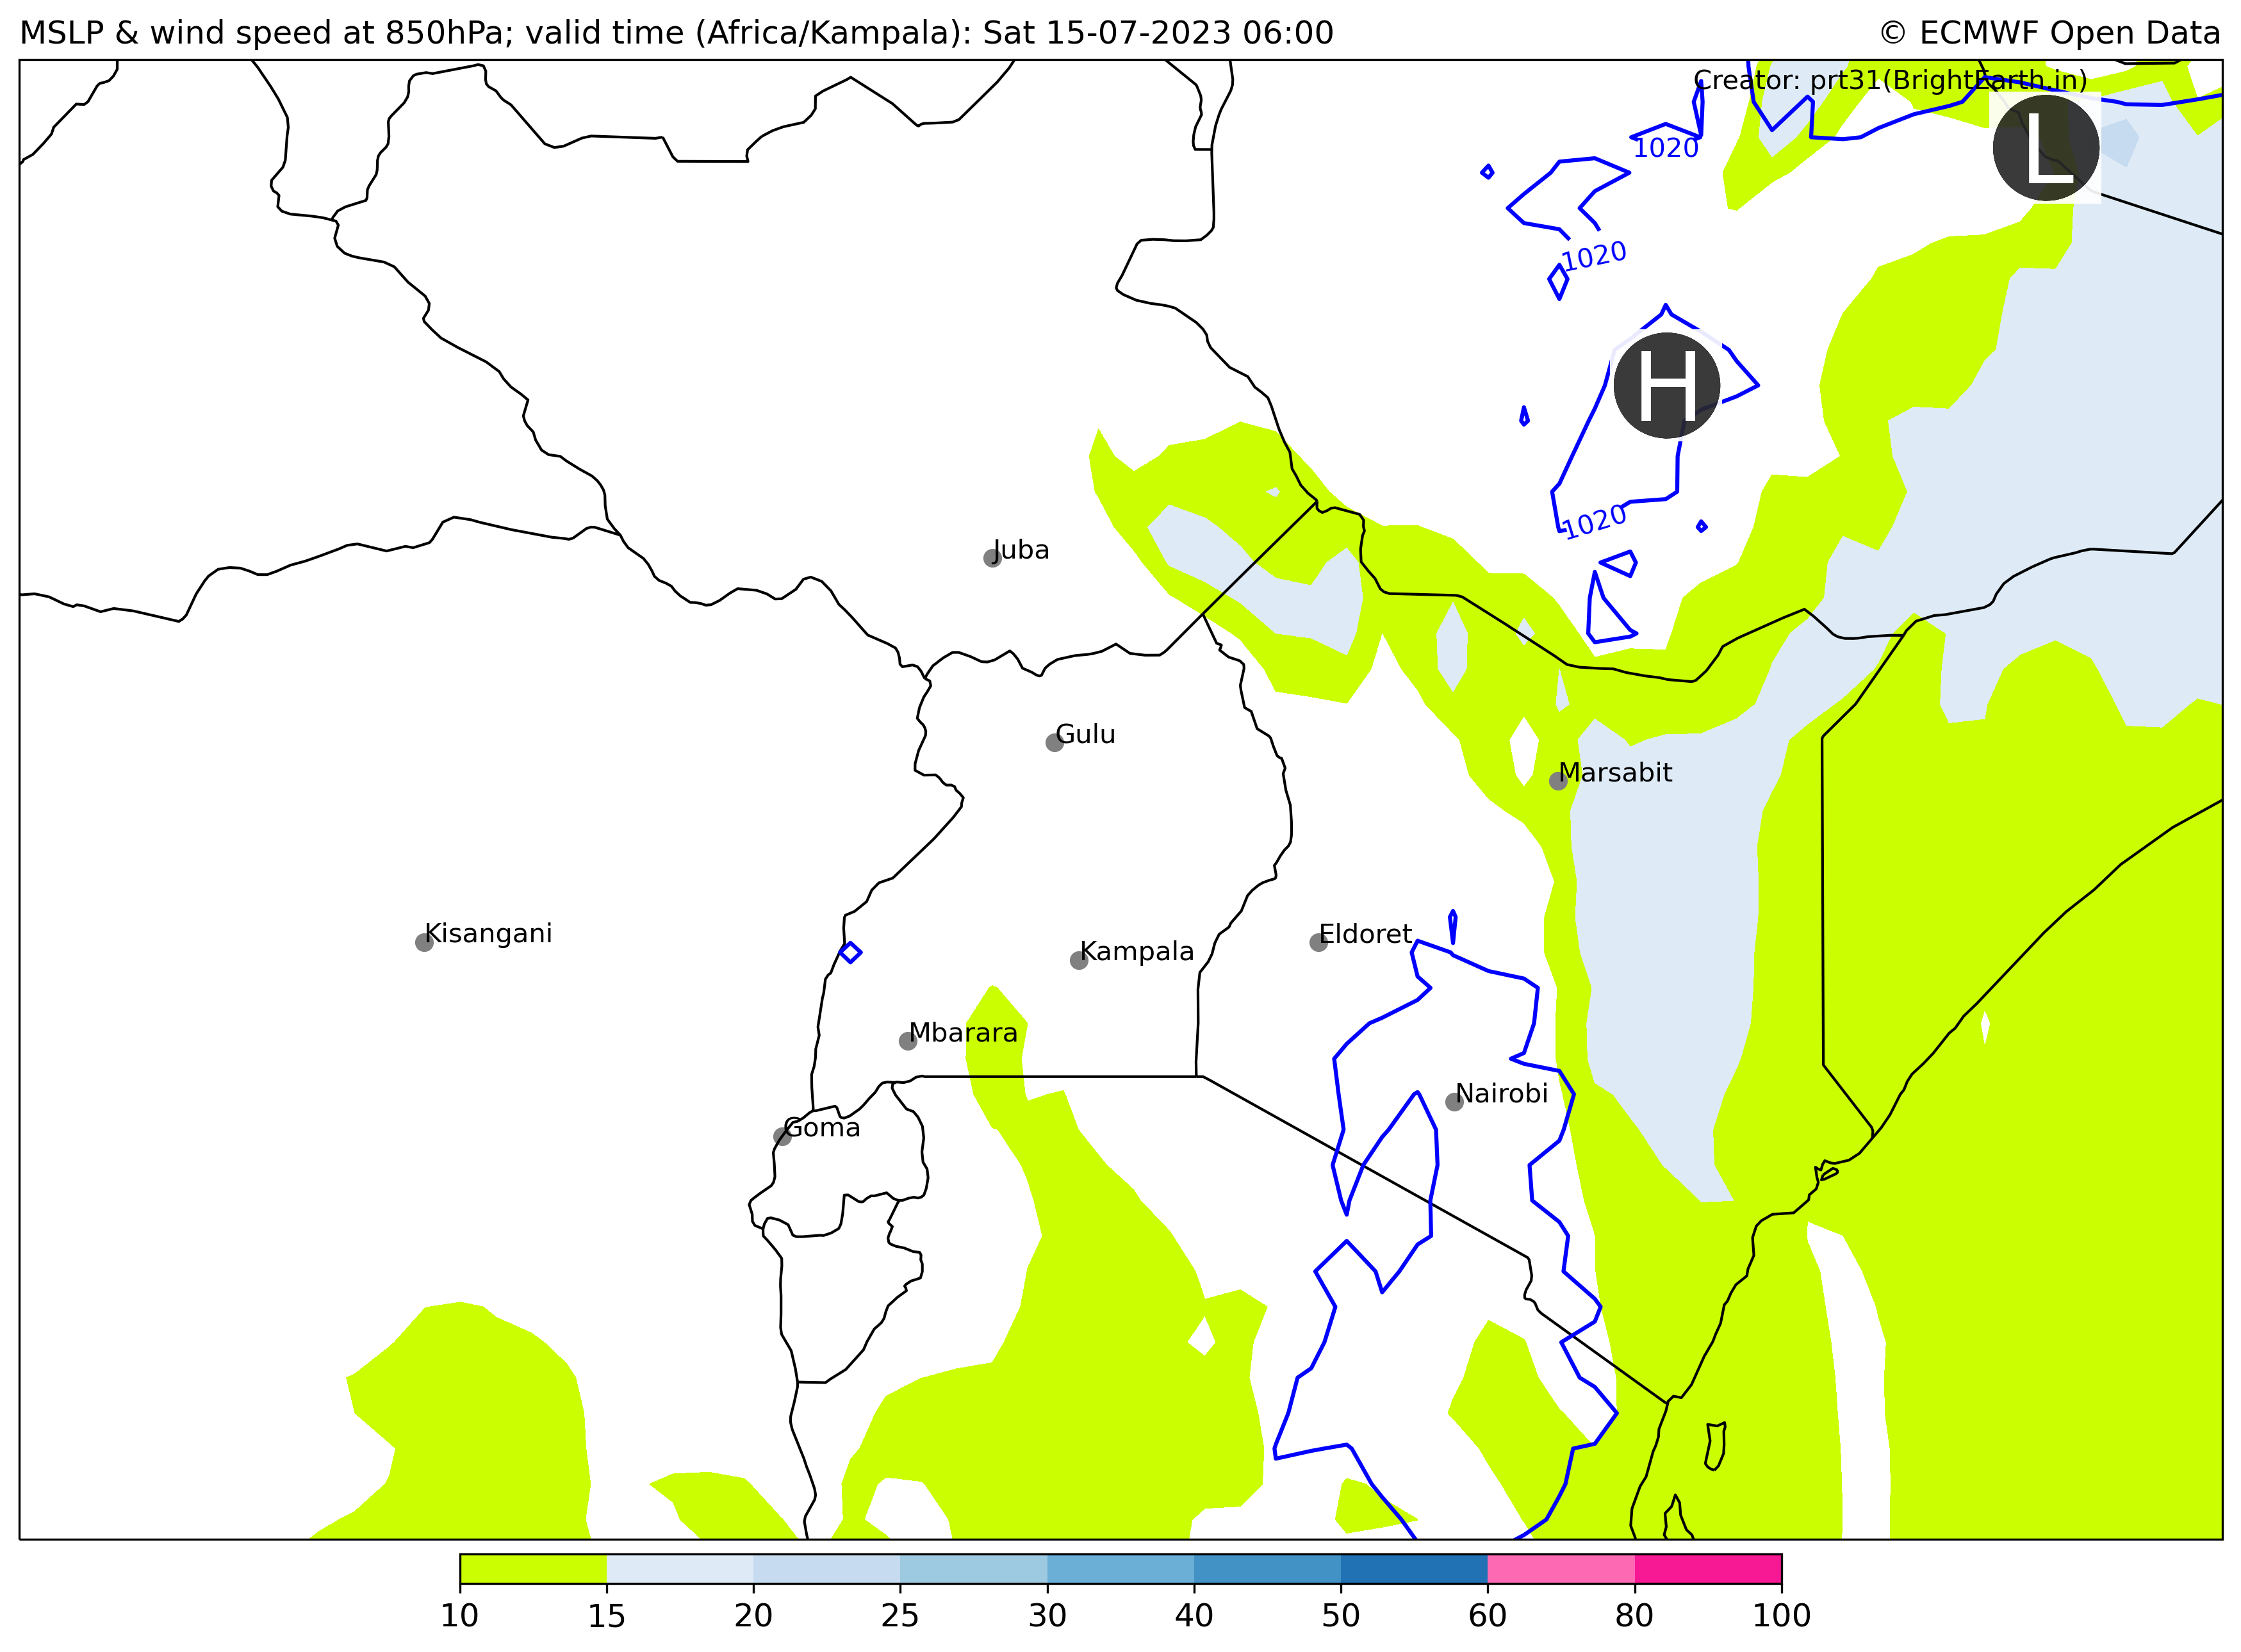 MSLP & wind speed at 850hPa; valid time (Africa/Kampala): Sat 15-07-2023 06:00
© ECMWF Open Data
Creator: prt31(BrightEarth.in)
L
1020
1020
H
1020
Juba
Gulu
Marsabit
Kisangani
Eldoret
Kampala
Mbarara
Nairobi
Goma
10 15 20 25 30 40 50 60 80 100